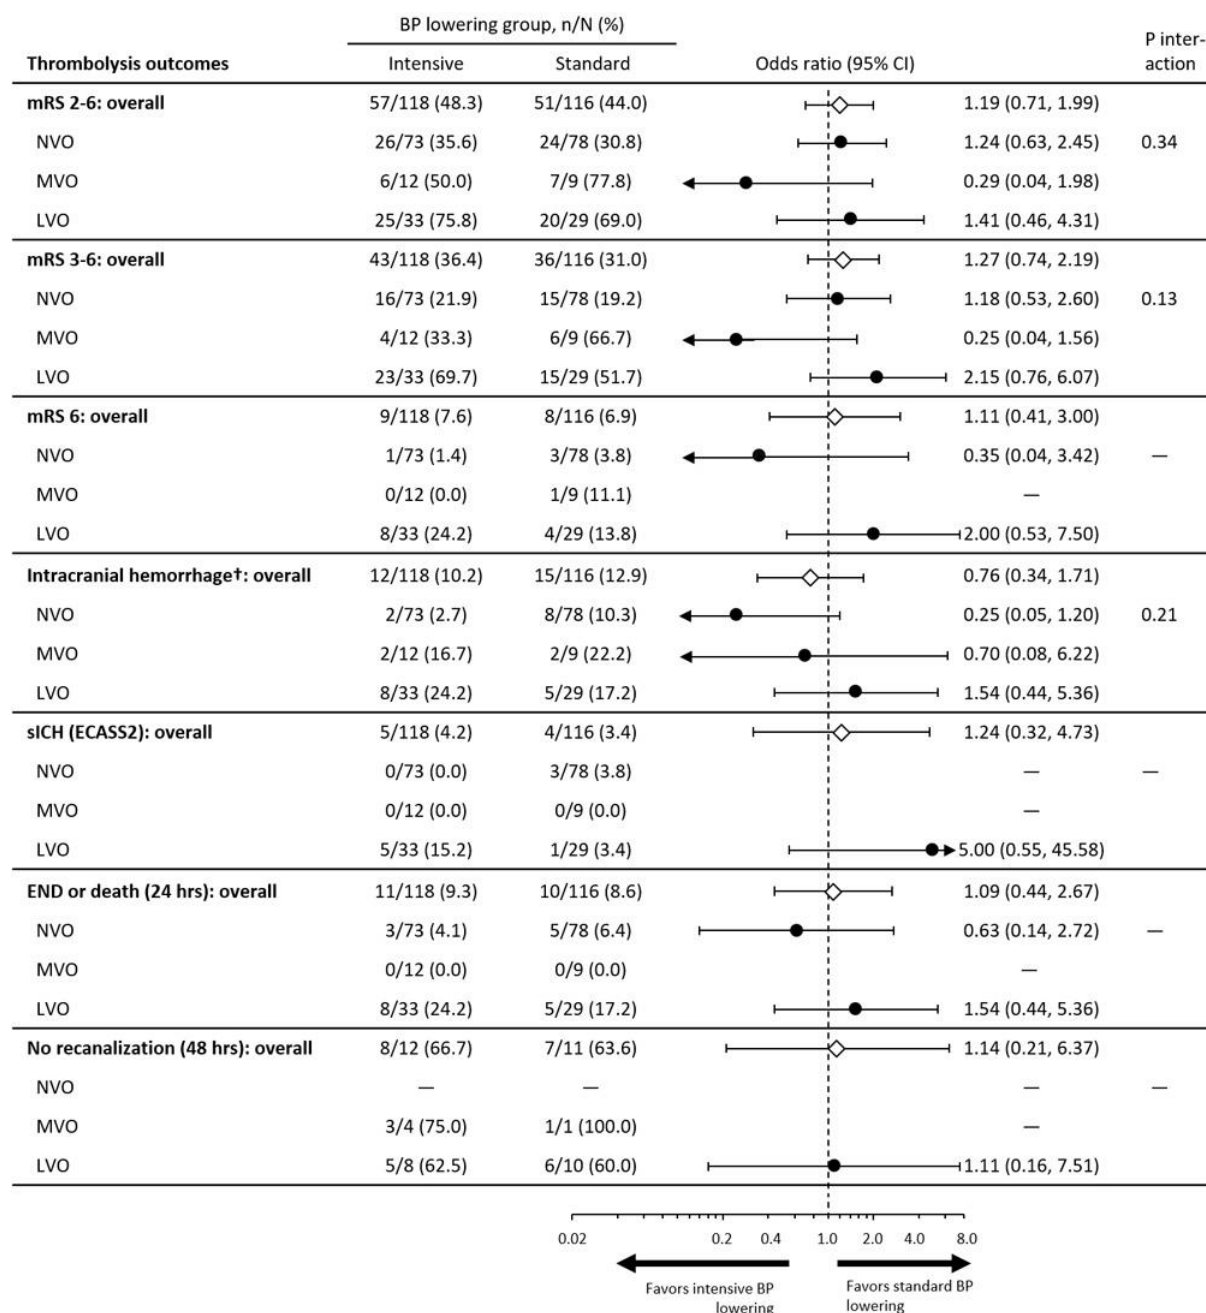 BP lowering group, n/N (%)
P inter-
Thrombolysis outcomes Intensive Standard Odds ratio (95% CI) action
mRS 2-6: overall 57/118 (48.3) 51/116 (44.0) 1.19 (0.71, 1.99)
NVO 26/73 (35.6) 24/78 (30.8) 1.24 (0.63, 2.45) 0.34
MVO 6/12 (50.0) 7/9 (77.8) 0.29 (0.04, 1.98)
LVO 25/33 (75.8) 20/29 (69.0) 1.41 (0.46, 4.31)
mRS 3-6: overall 43/118 (36.4) 36/116 (31.0) 1.27 (0.74, 2.19)
NVO 16/73 (21.9) 15/78 (19.2) 1.18 (0.53, 2.60) 0.13
MVO 4/12 (33.3) 6/9 (66.7) 0.25 (0.04, 1.56)
LVO 23/33 (69.7) 15/29 (51.7) 2.15 (0.76, 6.07)
mRS 6: overall 9/118 (7.6) 8/116 (6.9) 1.11 (0.41, 3.00)
NVO 1/73 (1.4) 3/78 (3.8) 0.35 (0.04, 3.42) —
MVO 0/12 (0.0) 1/9 (11.1) —
LVO 8/33 (24.2) 4/29 (13.8) 2.00 (0.53, 7.50)
Intracranial hemorrhage†: overall 12/118 (10.2) 15/116 (12.9) 0.76 (0.34, 1.71)
NVO 2/73 (2.7) 8/78 (10.3) 0.25 (0.05, 1.20) 0.21
MVO 2/12 (16.7) 2/9 (22.2) 0.70 (0.08, 6.22)
LVO 8/33 (24.2) 5/29 (17.2) 1.54 (0.44, 5.36)
sICH (ECASS2): overall 5/118 (4.2) 4/116 (3.4) 1.24 (0.32, 4.73)
NVO 0/73 (0.0) 3/78 (3.8) — —
MVO 0/12 (0.0) 0/9 (0.0) —
LVO 5/33 (15.2) 1/29 (3.4) 5.00 (0.55, 45.58)
END or death (24 hrs): overall 11/118 (9.3) 10/116 (8.6) 1.09 (0.44, 2.67)
NVO 3/73 (4.1) 5/78 (6.4) 0.63 (0.14, 2.72) —
MVO 0/12 (0.0) 0/9 (0.0) —
LVO 8/33 (24.2) 5/29 (17.2) 1.54 (0.44, 5.36)
No recanalization (48 hrs): overall 8/12 (66.7) 7/11 (63.6) 1.14 (0.21, 6.37)
NVO — — — —
MVO 3/4 (75.0) 1/1 (100.0) —
LVO 5/8 (62.5) 6/10 (60.0) 1.11 (0.16, 7.51)
0.02 0.2 0.4 1.0 2.0 4.0 8.0
Favors intensive BP
lowering
Favors standard BP
lowering